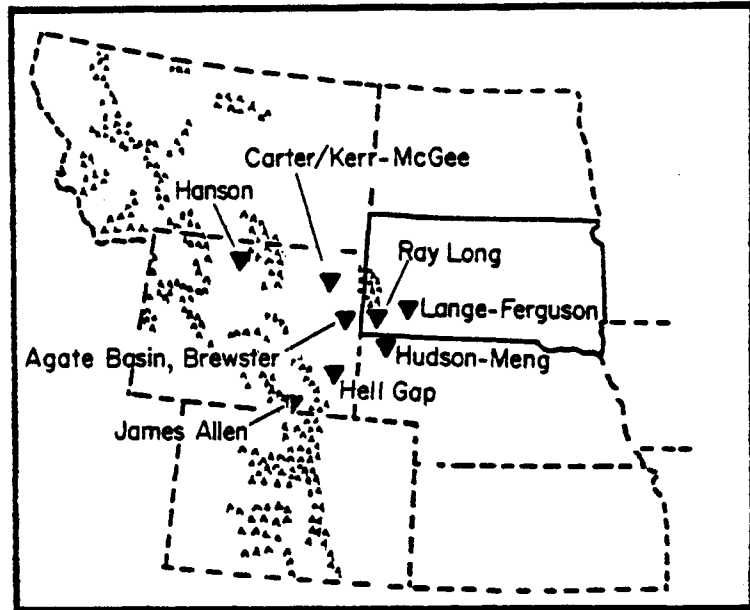 Carter/Kerr-McGee
Hanson
Ray Long
Lange-Ferguson
Agate Basin, Brewster
Hudson-Meng
Hell Gap
James Allen